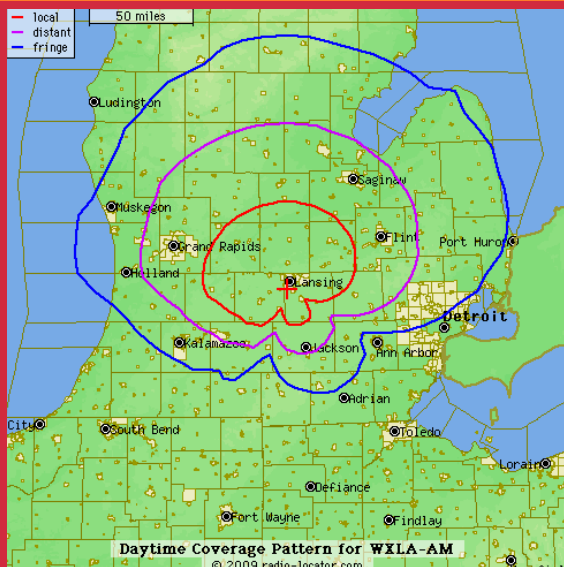 local
distant
fringe
50 miles
Ludington
Saginaw
Muskegon
Flint
Port Huron
Grand Rapids
Holland
Lansing
Detroit
Kalamazoo
Jackson
Ann Arbor
Adrian
City
South Bend
Toledo
Lorain
Defiance
Fort Wayne
Findlay
Daytime Coverage Pattern for WXLA-AM
© 2009 radio-locator.com